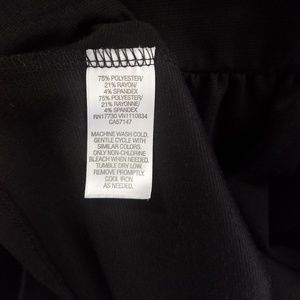 75% POLYESTER/
21% RAYON/
4% SPANDEX
75% POLYESTER/
21% RAYONNE/
4% SPANDEX
RN17730 VN1110834
CA57147
MACHINE WASH COLD,
GENTLE CYCLE WITH
SIMILAR COLORS.
ONLY NON-CHLORINE
BLEACH WHEN NEEDED.
TUMBLE DRY LOW,
REMOVE PROMPTLY.
COOL IRON
AS NEEDED.